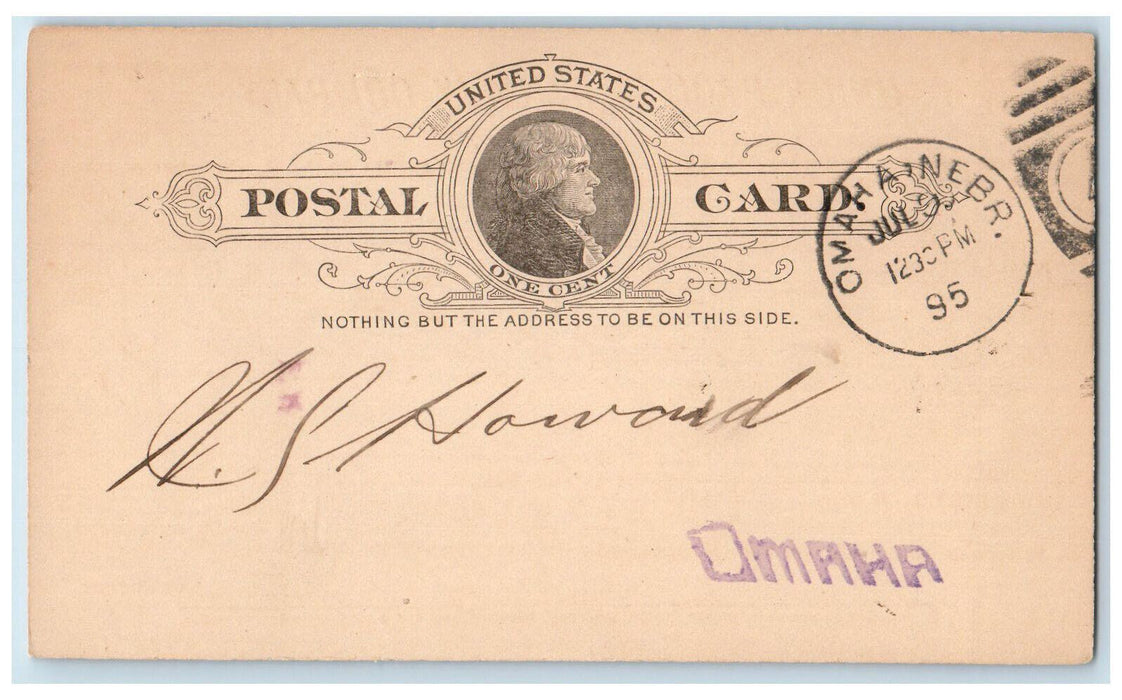 UNITED STATES
POSTAL CARD.
ONE CENT
NOTHING BUT THE ADDRESS TO BE ON THIS SIDE.
OMAHA, NEBR.
JUL 9
1230 PM
95
S Howard
OMAHA